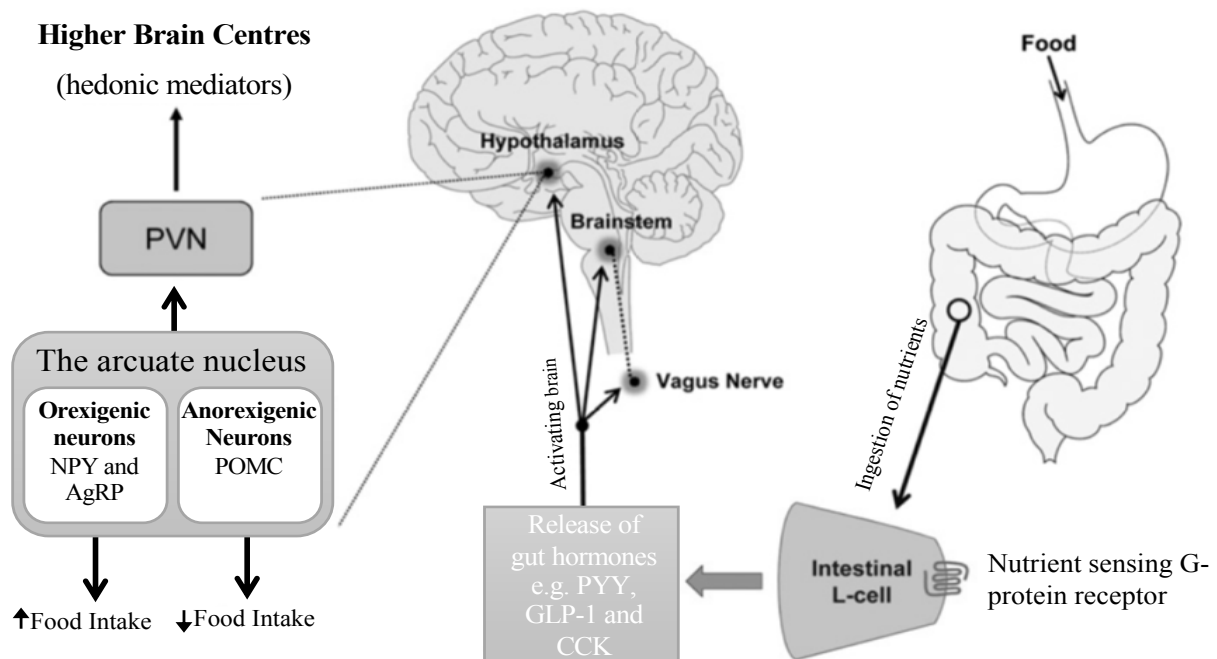 Higher Brain Centres
(hedonic mediators)
PVN
The arcuate nucleus
Orexigenic
neurons
NPY and
AgRP
Anorexigenic
Neurons
POMC
↑Food Intake
↓Food Intake
Hypothalamus
Brainstem
Vagus Nerve
Activating brain
Release of
gut hormones
e.g. PYY,
GLP-1 and
CCK
Food
Ingestion of nutrients
Intestinal
L-cell
Nutrient sensing G-
protein receptor